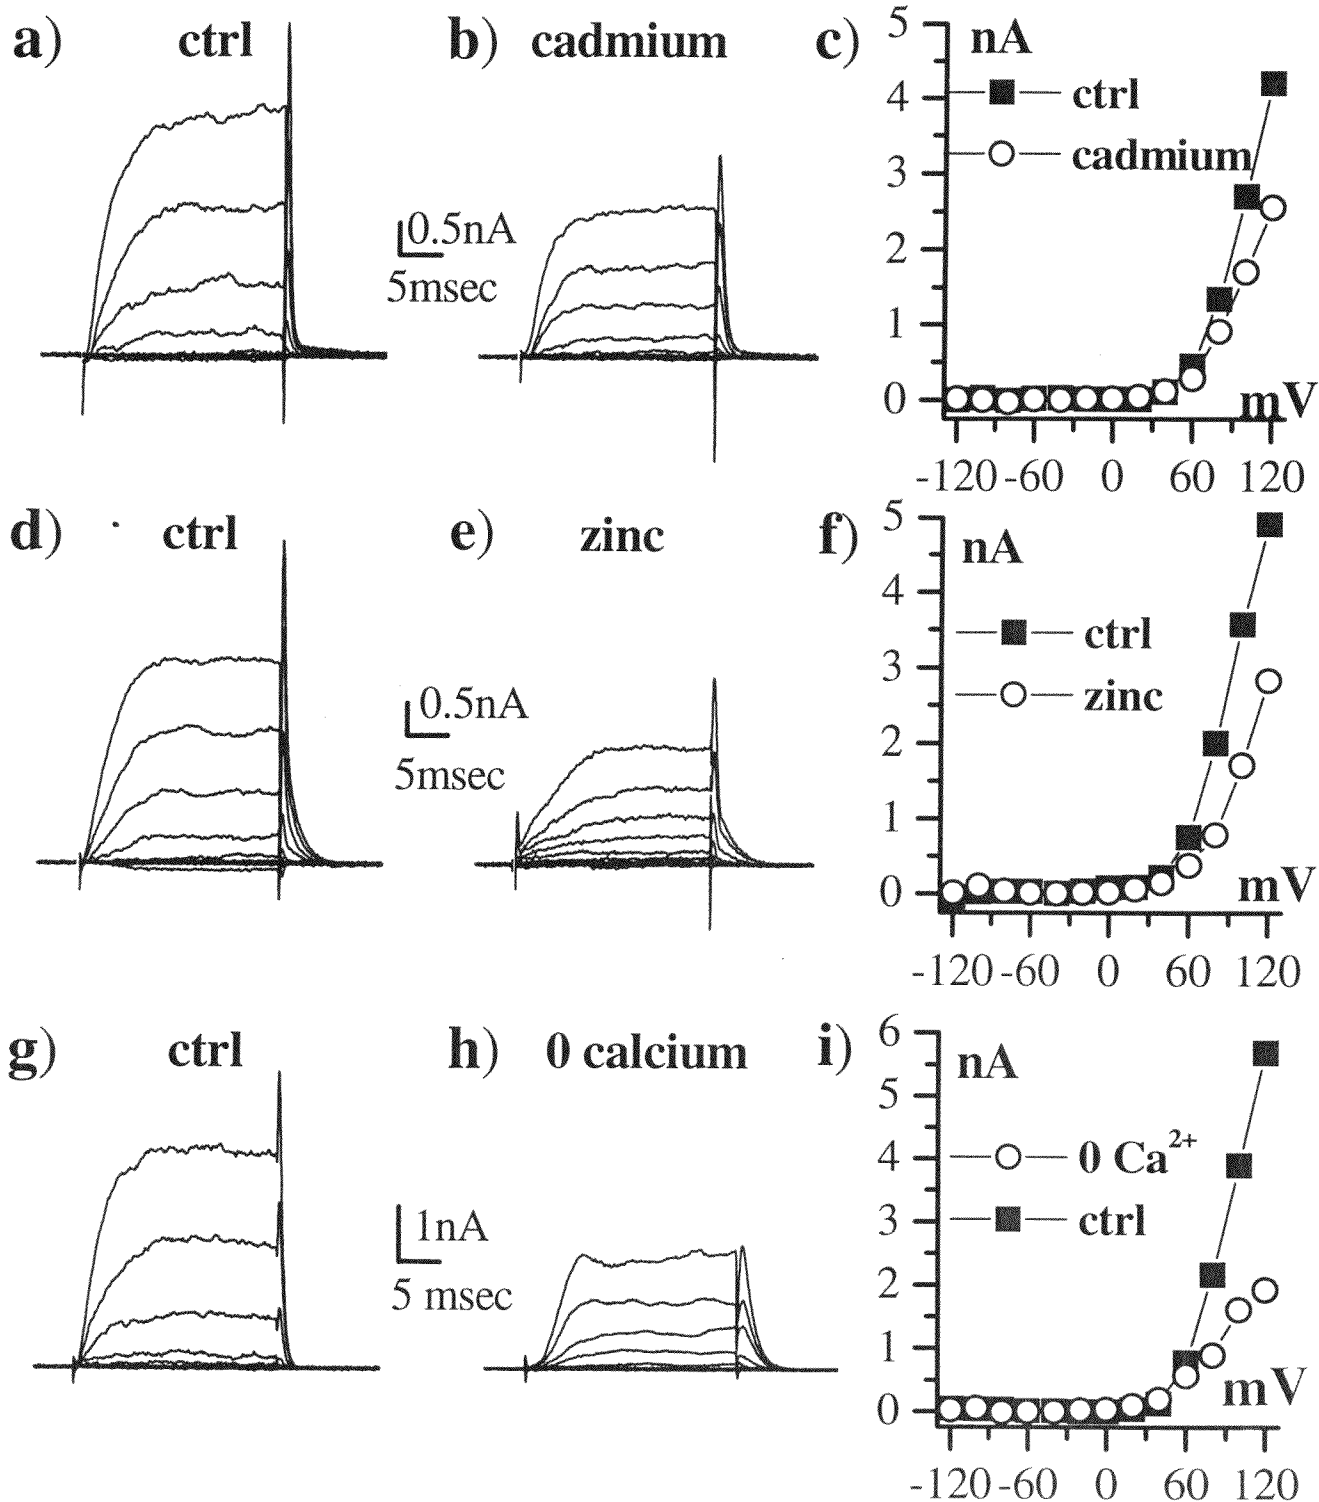 a) ctrl
b) cadmium
c)
nA
5
4
3
2
1
0
ctrl
cadmium
mV
-120 -60 0 60 120
0.5nA
5msec
d) ctrl
e) zinc
f)
nA
5
4
3
2
1
0
ctrl
zinc
mV
-120 -60 0 60 120
0.5nA
5msec
g) ctrl
h) 0 calcium
i)
nA
6
5
4
3
2
1
0
0 Ca²⁺
ctrl
mV
-120 -60 0 60 120
1nA
5 msec